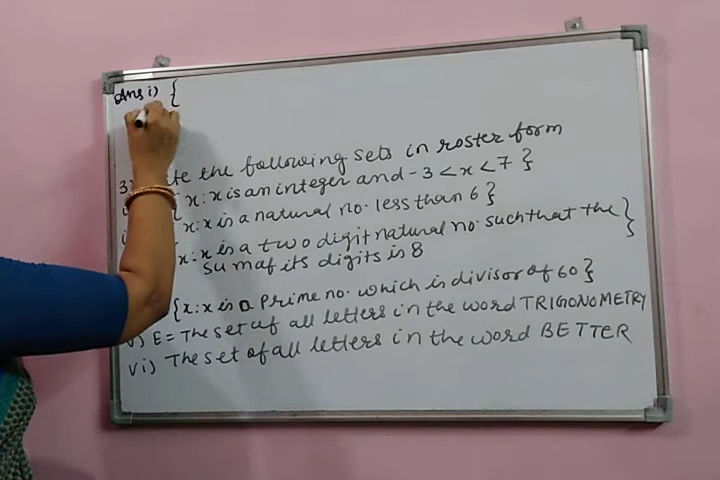 Ans i) {
3) te the following sets in roster form
{ x : x is an integer and -3 < x < 7 }
x : x is a natural no. less than 6 }
x : x is a two digit natural no. such that the }
sum of its digits is 8
{ x : x is a prime no. which is divisor of 60 }
v) E = The set of all letters in the word TRIGONOMETRY
vi) The set of all letters in the word BETTER